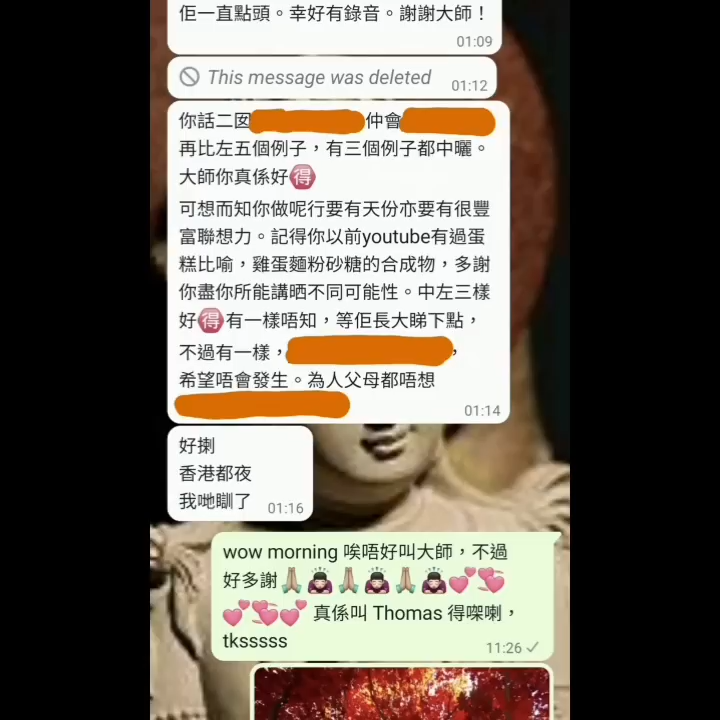 佢一直點頭。幸好有錄音。謝謝大師！
01:09
This message was deleted
01:12
你話二囡 仲會
再比左五個例子，有三個例子都中曬。
大師你真係好🉐
可想而知你做呢行要有天份亦要有很豐
富聯想力。記得你以前youtube有過蛋
糕比喻，雞蛋麵粉砂糖的合成物，多謝
你盡你所能講晒不同可能性。中左三樣
好🉐有一樣唔知，等佢長大睇下點，
不過有一樣， ，
希望唔會發生。為人父母都唔想
01:14
好捌
香港都夜
我哋瞓了
01:16
wow morning 唉唔好叫大師，不過
好多謝🙏🏽🙇🏻🙏🏽🙇🏻🙏🏽🙇🏻💕💞
💕💞💕 真係叫 Thomas 得㗎喇，
tksssss
11:26